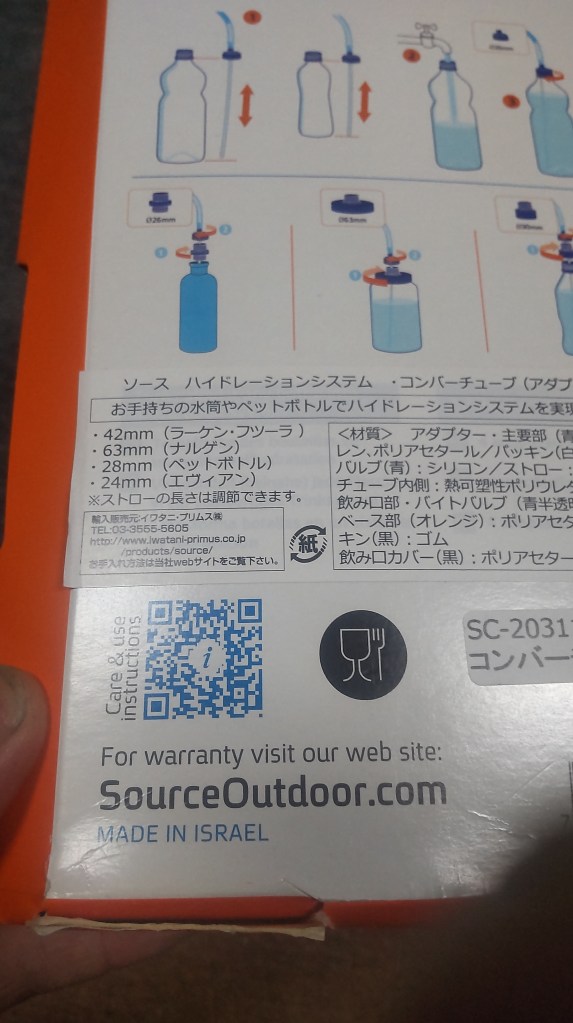 1
2
3
Ø26mm
2
1
Ø63mm
2
1
Ø30mm
1
ソース　ハイドレーションシステム　・コンバーチューブ（アダプ
お手持ちの水筒やペットボトルでハイドレーションシステムを実現
・42mm（ラーケン・フツーラ ）
・63mm（ナルゲン）
・28mm（ペットボトル）
・24mm（エヴィアン）
※ストローの長さは調節できます。
輸入販売元イワタニ・プリムス㈱
TEL:03-3555-5605
http://www.iwatani-primus.co.jp
/products/source/
お手入れ方法は当社webサイトをご覧下さい。
紙
＜材質＞　アダプター・主要部（青
レン、ポリアセタール／パッキン（白
バルブ（青）：シリコン／ストロー：
チューブ内側：熱可塑性ポリウレタ
飲み口部・バイトバルブ（青半透明
ベース部（オレンジ）：ポリアセタ
キン（黒）：ゴム
飲み口カバー（黒）：ポリアセター
Care & use
instructions
i
SC-2031
コンバー
For warranty visit our web site:
SourceOutdoor.com
MADE IN ISRAEL